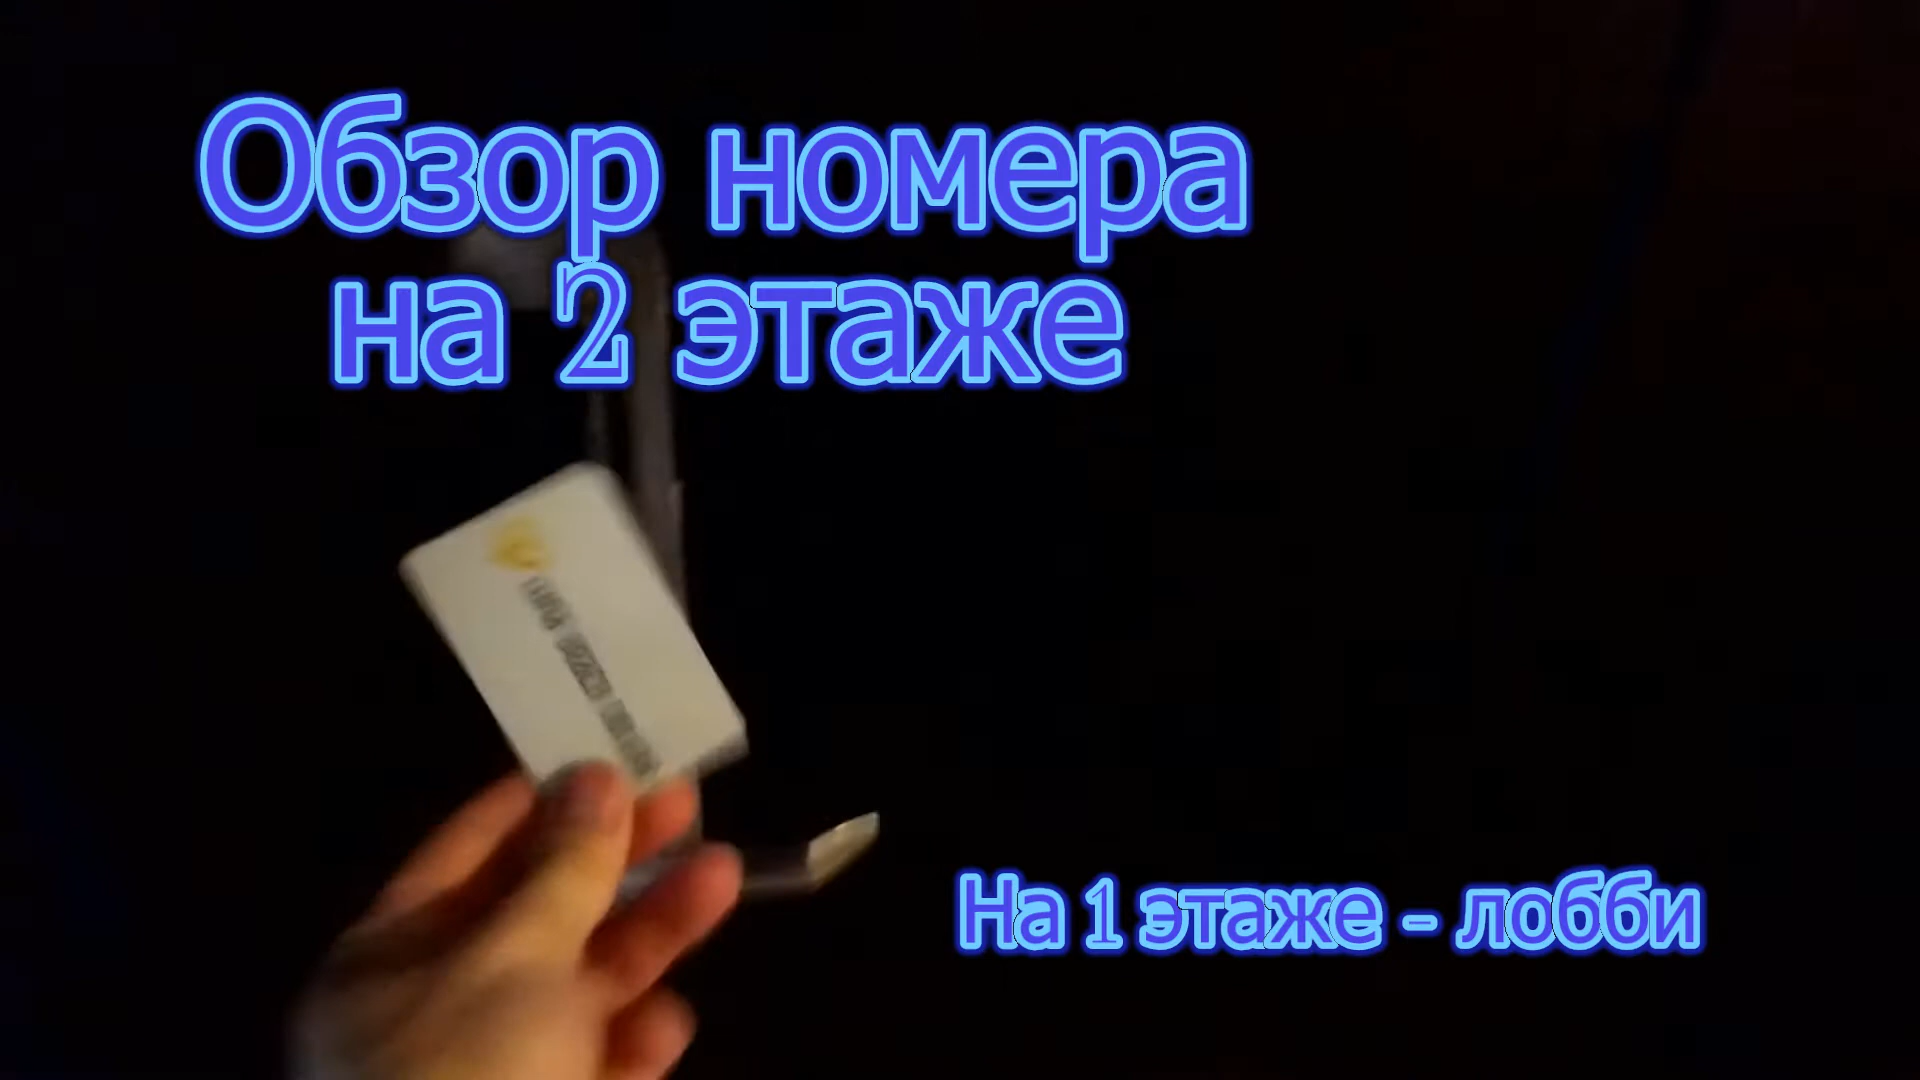 Обзор номера
на 2 этаже
На 1 этаже - лобби